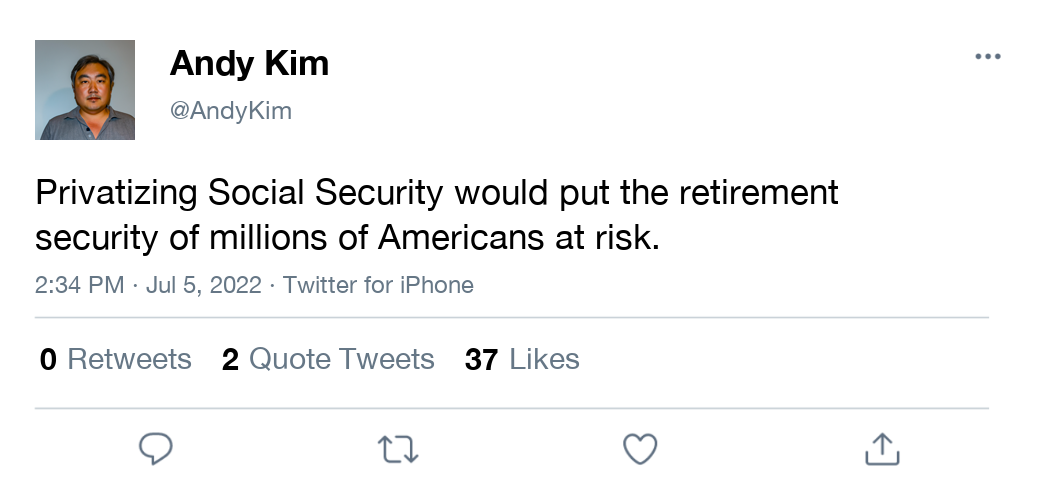 Andy Kim
@AndyKim
Privatizing Social Security would put the retirement
security of millions of Americans at risk.
2:34 PM · Jul 5, 2022 · Twitter for iPhone
0 Retweets 2 Quote Tweets 37 Likes